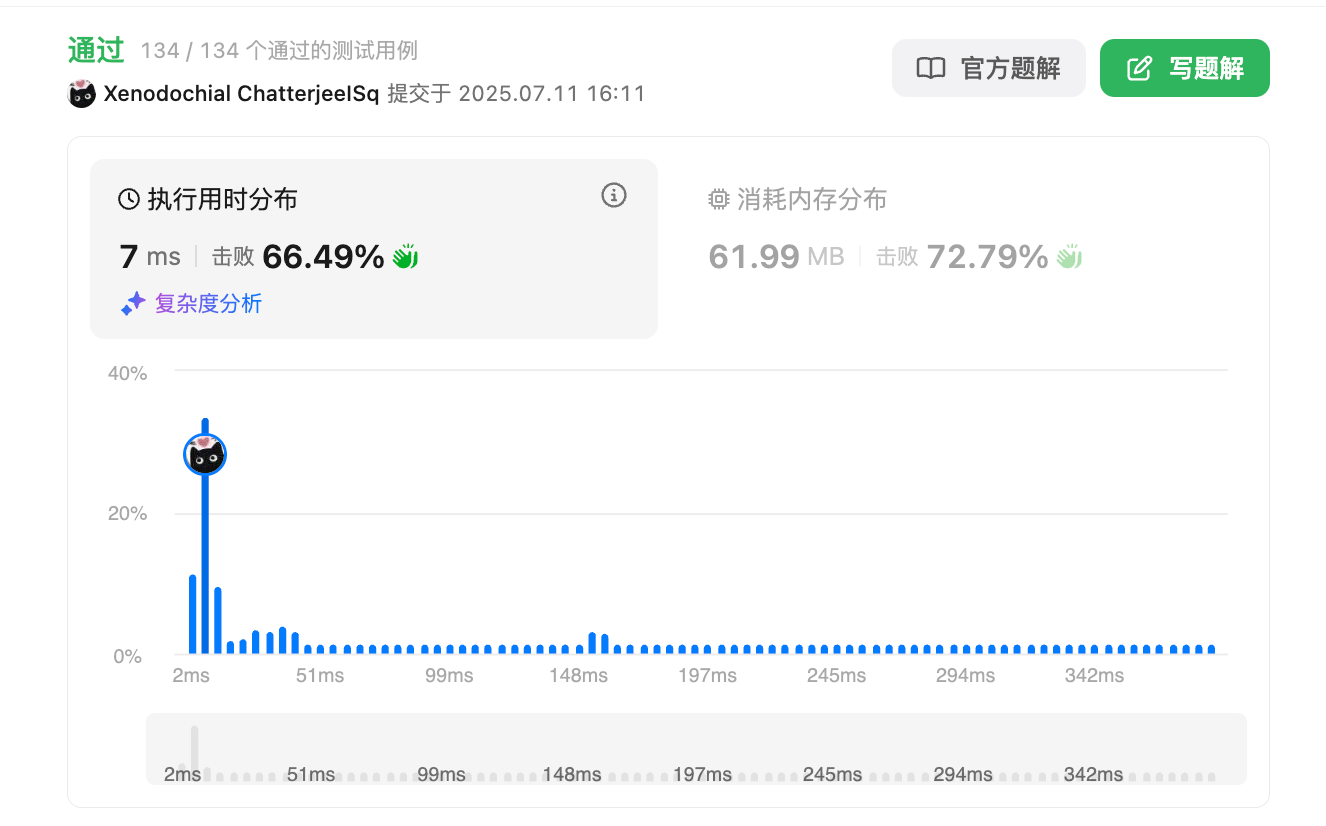 通过 134 / 134 个通过的测试用例
Xenodochial ChatterjeeISq 提交于 2025.07.11 16:11
官方题解
写题解
执行用时分布
7 ms 击败 66.49%
复杂度分析
消耗内存分布
61.99 MB 击败 72.79%
40%
20%
0%
2ms 51ms 99ms 148ms 197ms 245ms 294ms 342ms
2ms 51ms 99ms 148ms 197ms 245ms 294ms 342ms